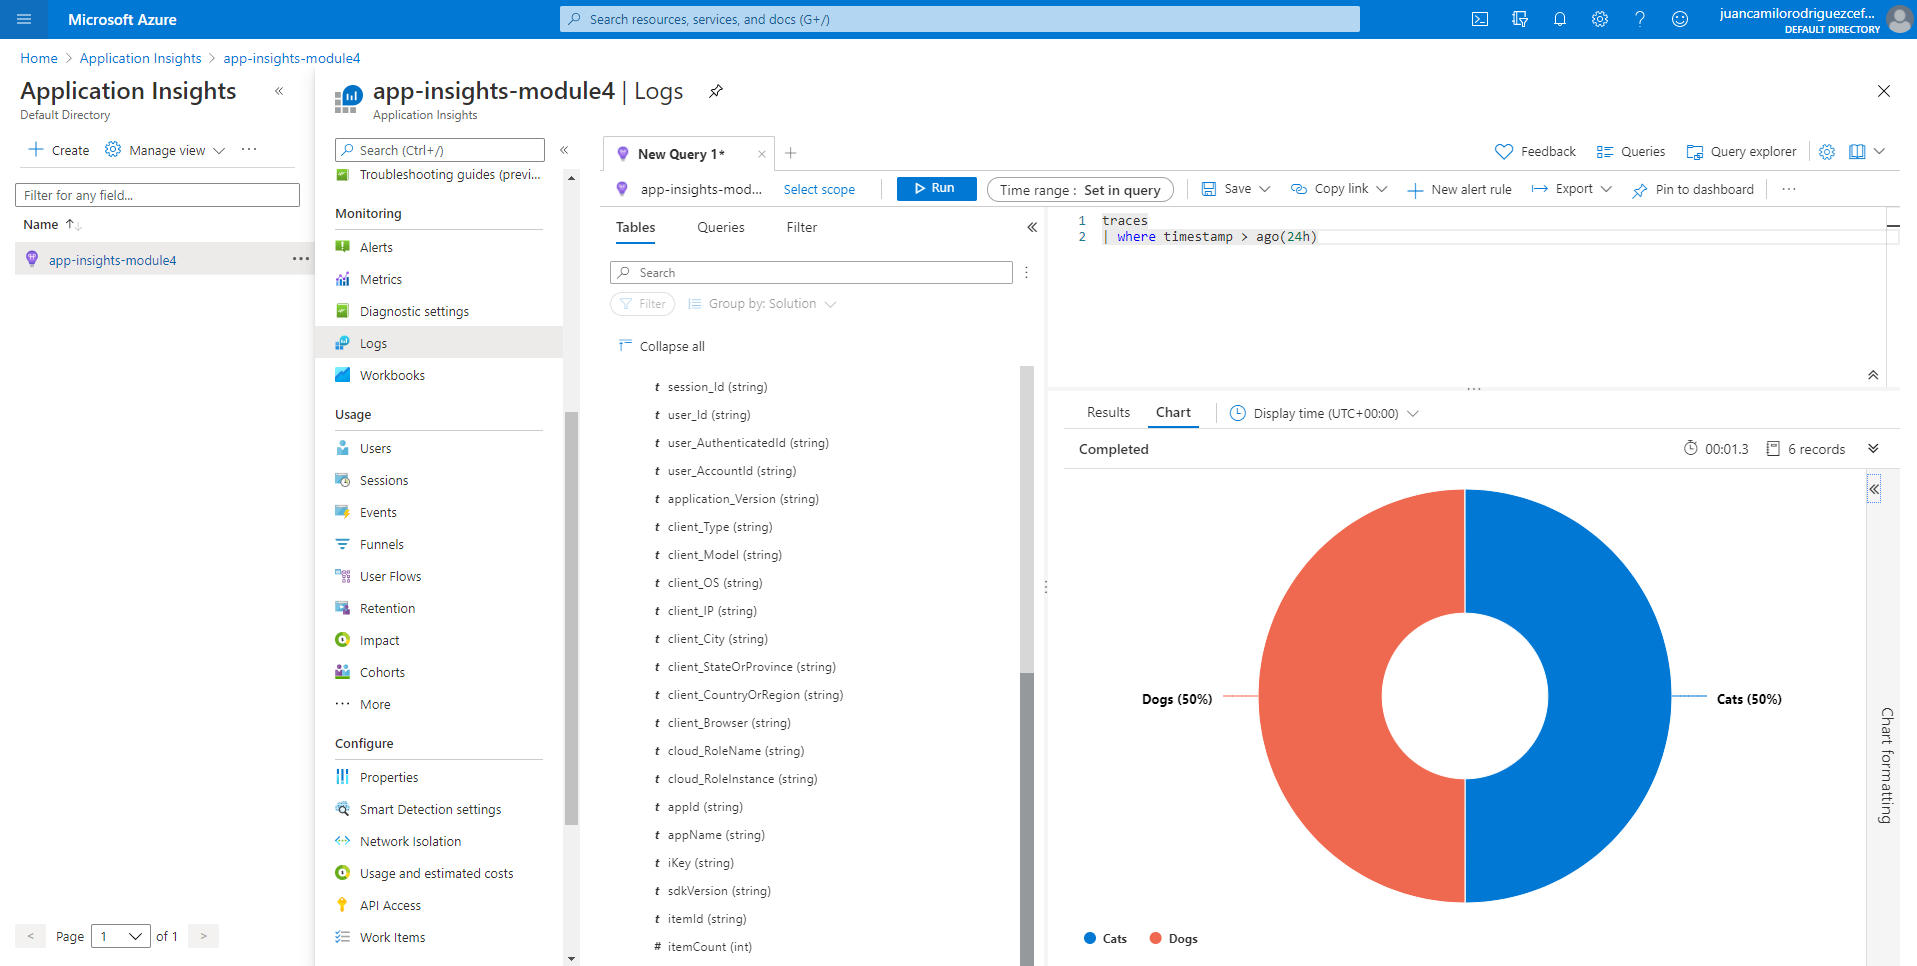 Microsoft Azure
Search resources, services, and docs (G+/)
juancamilorodriguezcef...
DEFAULT DIRECTORY
Home > Application Insights > app-insights-module4
Application Insights
Default Directory
Create
Manage view
Filter for any field...
Name
app-insights-module4
< Page 1 of 1 >
app-insights-module4 | Logs
Application Insights
Search (Ctrl+/)
Troubleshooting guides (previ...
Monitoring
Alerts
Metrics
Diagnostic settings
Logs
Workbooks
Usage
Users
Sessions
Events
Funnels
User Flows
Retention
Impact
Cohorts
More
Configure
Properties
Smart Detection settings
Network Isolation
Usage and estimated costs
API Access
Work Items
New Query 1*
Feedback
Queries
Query explorer
app-insights-mod...
Select scope
Run
Time range : Set in query
Save
Copy link
New alert rule
Export
Pin to dashboard
Tables
Queries
Filter
Search
Filter
Group by: Solution
Collapse all
t session_Id (string)
t user_Id (string)
t user_AuthenticatedId (string)
t user_AccountId (string)
t application_Version (string)
t client_Type (string)
t client_Model (string)
t client_OS (string)
t client_IP (string)
t client_City (string)
t client_StateOrProvince (string)
t client_CountryOrRegion (string)
t client_Browser (string)
t cloud_RoleName (string)
t cloud_RoleInstance (string)
t appId (string)
t appName (string)
t iKey (string)
t sdkVersion (string)
t itemId (string)
# itemCount (int)
1 traces
2 | where timestamp > ago(24h)
Results
Chart
Display time (UTC+00:00)
Completed
00:01.3
6 records
Dogs (50%)
Cats (50%)
Cats
Dogs
Chart formatting